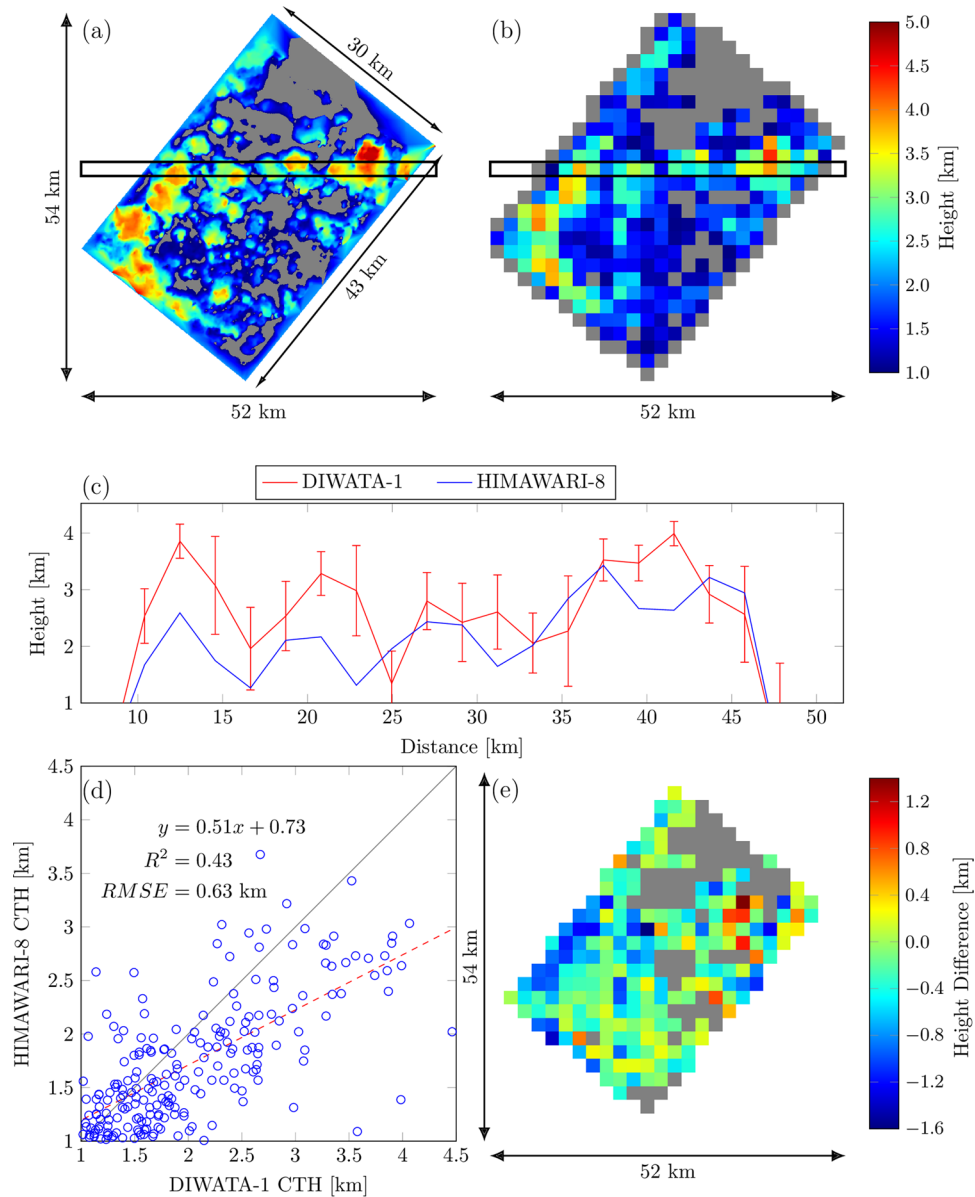 (a)
30 km
54 km
43 km
52 km
(b)
52 km
5.0
4.5
4.0
3.5
3.0
2.5
2.0
1.5
1.0
Height [km]
(c)
DIWATA-1
HIMAWARI-8
4
3
2
1
Height [km]
10 15 20 25 30 35 40 45 50
Distance [km]
(d)
y = 0.51x + 0.73
R² = 0.43
RMSE = 0.63 km
4.5
4
3.5
3
2.5
2
1.5
1
HIMAWARI-8 CTH [km]
1 1.5 2 2.5 3 3.5 4 4.5
DIWATA-1 CTH [km]
(e)
54 km
52 km
1.2
0.8
0.4
0.0
−0.4
−0.8
−1.2
−1.6
Height Difference [km]